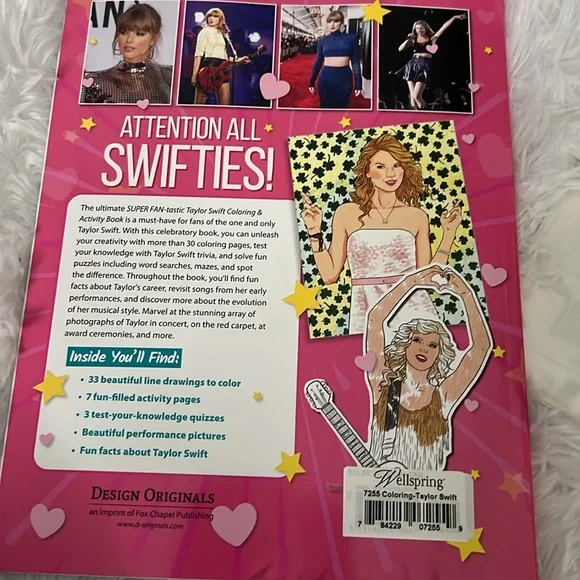 ATTENTION ALL
SWIFTIES!
The ultimate SUPER FAN-tastic Taylor Swift Coloring &
Activity Book is a must-have for fans of the one and only
Taylor Swift. With this celebratory book, you can unleash
your creativity with more than 30 coloring pages, test
your knowledge with Taylor Swift trivia, and solve fun
puzzles including word searches, mazes, and spot
the difference. Throughout the book, you'll find fun
facts about Taylor's career, revisit songs from her early
performances, and discover more about the evolution
of her musical style. Marvel at the stunning array of
photographs of Taylor in concert, on the red carpet, at
award ceremonies, and more.
Inside You'll Find:
• 33 beautiful line drawings to color
• 7 fun-filled activity pages
• 3 test-your-knowledge quizzes
• Beautiful performance pictures
• Fun facts about Taylor Swift
DESIGN ORIGINALS
an Imprint of Fox Chapel Publishing
www.d-originals.com
Wellspring
7255 Coloring-Taylor Swift
7 84229 07255 9